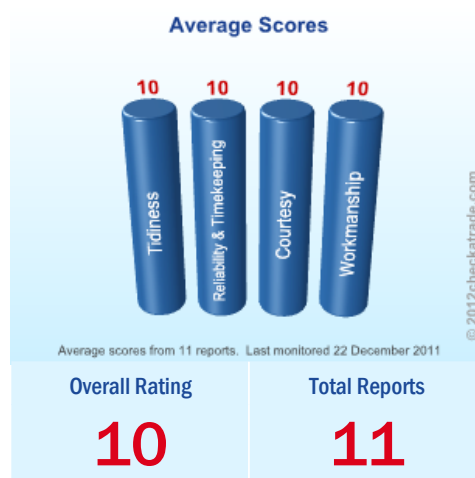 Average Scores
10 10 10 10
Tidiness
Reliability & Timekeeping
Courtesy
Workmanship
© 2012checkatrade.com
Average scores from 11 reports. Last monitored 22 December 2011
Overall Rating
Total Reports
10
11